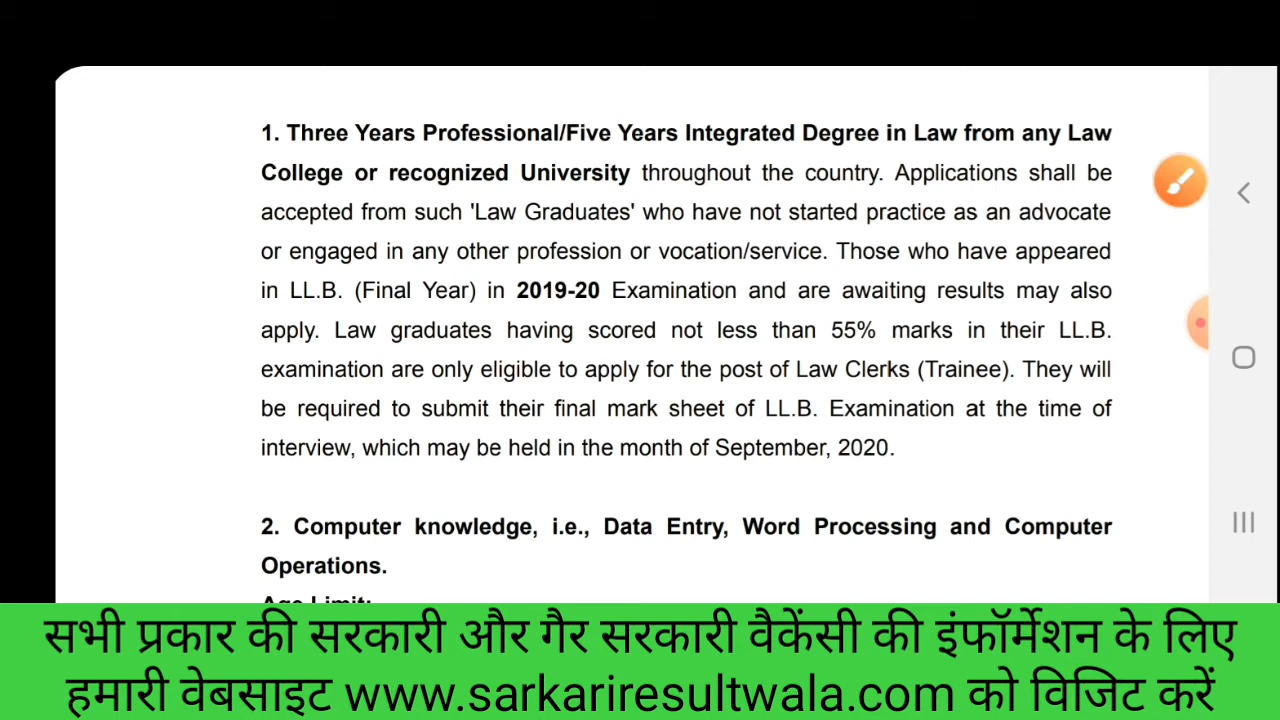 1. Three Years Professional/Five Years Integrated Degree in Law from any Law
College or recognized University throughout the country. Applications shall be
accepted from such 'Law Graduates' who have not started practice as an advocate
or engaged in any other profession or vocation/service. Those who have appeared
in LL.B. (Final Year) in 2019-20 Examination and are awaiting results may also
apply. Law graduates having scored not less than 55% marks in their LL.B.
examination are only eligible to apply for the post of Law Clerks (Trainee). They will
be required to submit their final mark sheet of LL.B. Examination at the time of
interview, which may be held in the month of September, 2020.
2. Computer knowledge, i.e., Data Entry, Word Processing and Computer
Operations.
Age Limit:
सभी प्रकार की सरकारी और गैर सरकारी वैकेंसी की इंफॉर्मेशन के लिए
हमारी वेबसाइट www.sarkariresultwala.com को विजिट करें